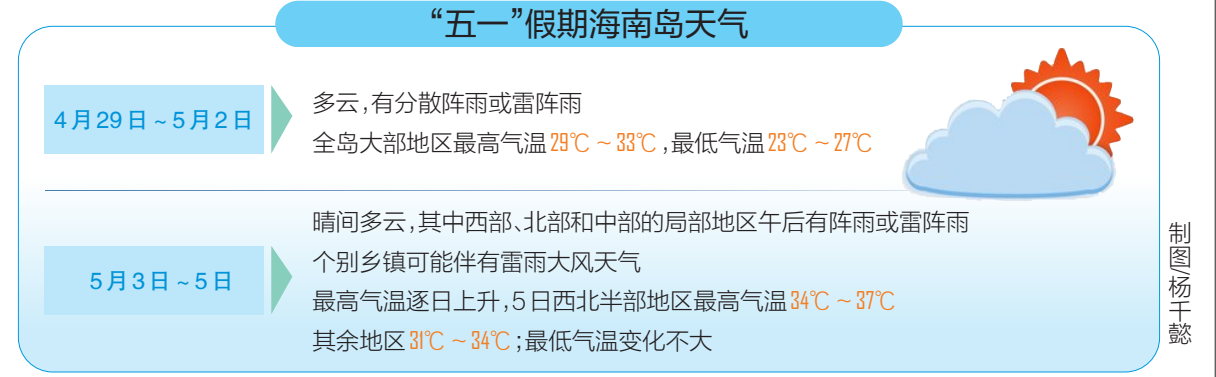 “五一”假期海南岛天气
4月29日~5月2日
多云,有分散阵雨或雷阵雨
全岛大部地区最高气温29℃~33℃,最低气温23℃~27℃
5月3日~5日
晴间多云,其中西部、北部和中部的局部地区午后有阵雨或雷阵雨
个别乡镇可能伴有雷雨大风天气
最高气温逐日上升,5日西北半部地区最高气温34℃~37℃
其余地区31℃~34℃;最低气温变化不大
制图/杨千懿